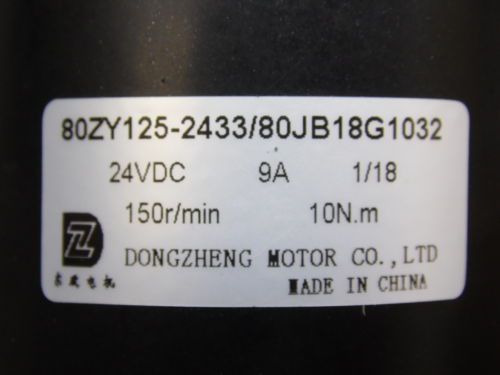 80ZY125-2433/80JB18G1032
24VDC 9A 1/18
150r/min 10N.m
DONGZHENG MOTOR CO.,LTD
东政电机
MADE IN CHINA